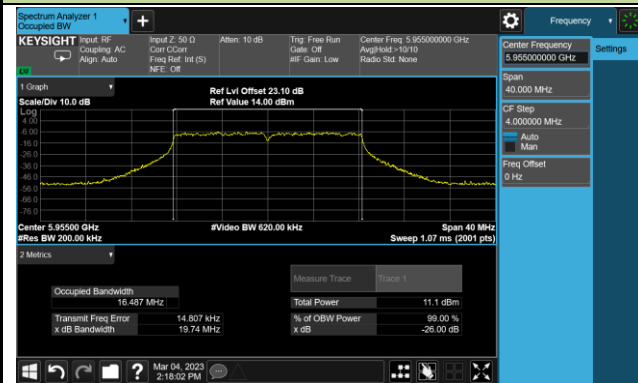 Spectrum Analyzer 1
Occupied BW
Frequency
KEYSIGHT
Input: RF
Coupling: AC
Align: Auto
Input Z: 50 Ω
Corr CCorr
Freq Ref: Int (S)
NFE: Off
Atten: 10 dB
Trig: Free Run
Gate: Off
#IF Gain: Low
Center Freq: 5.955000000 GHz
Avg|Hold:>10/10
Radio Std: None
Center Frequency
5.955000000 GHz
Settings
Span
40.000 MHz
CF Step
4.000000 MHz
Auto
Man
Freq Offset
0 Hz
1 Graph
Scale/Div 10.0 dB
Ref Lvl Offset 23.10 dB
Ref Value 14.00 dBm
Log
4.00
-6.00
-16.0
-26.0
-36.0
-46.0
-56.0
-66.0
-76.0
Center 5.95500 GHz
#Res BW 200.00 kHz
#Video BW 620.00 kHz
Span 40 MHz
Sweep 1.07 ms (2001 pts)
2 Metrics
Measure Trace
Trace 1
Occupied Bandwidth
16.487 MHz
Total Power
11.1 dBm
Transmit Freq Error
14.807 kHz
% of OBW Power
99.00 %
x dB Bandwidth
19.74 MHz
x dB
-26.00 dB
?
Mar 04, 2023
2:18:02 PM